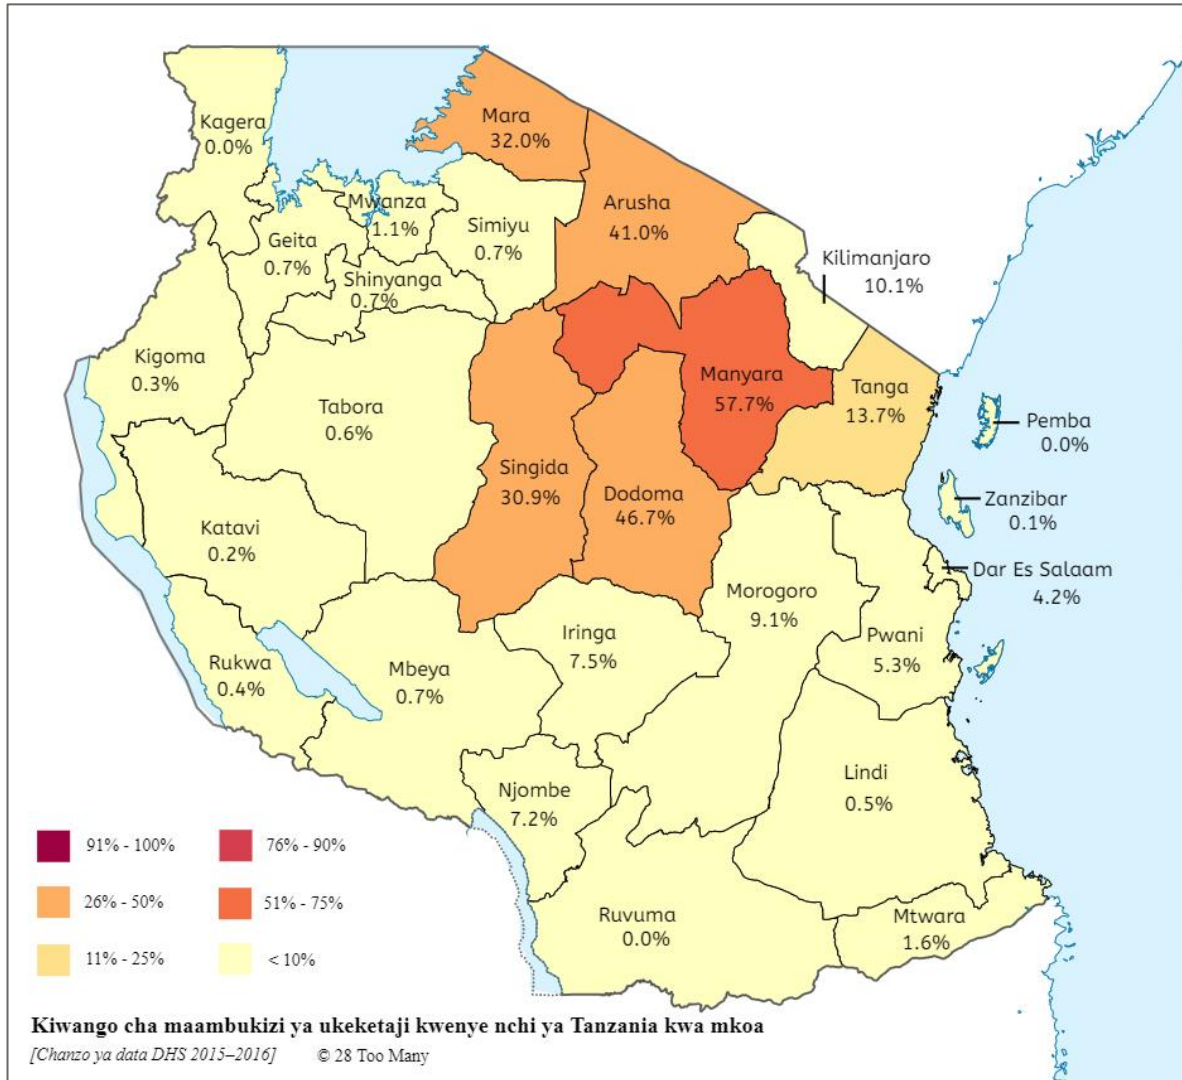 Kagera
0.0%
Mara
32.0%
Mwanza
1.1%
Simiyu
0.7%
Arusha
41.0%
Geita
0.7%
Shinyanga
0.7%
Kilimanjaro
10.1%
Kigoma
0.3%
Tabora
0.6%
Manyara
57.7%
Tanga
13.7%
Pemba
0.0%
Singida
30.9%
Dodoma
46.7%
Zanzibar
0.1%
Katavi
0.2%
Dar Es Salaam
4.2%
Morogoro
9.1%
Iringa
7.5%
Pwani
5.3%
Rukwa
0.4%
Mbeya
0.7%
Lindi
0.5%
Njombe
7.2%
Ruvuma
0.0%
Mtwara
1.6%
91% - 100%
76% - 90%
26% - 50%
51% - 75%
11% - 25%
< 10%
Kiwango cha maambukizi ya ukeketaji kwenye nchi ya Tanzania kwa mkoa
[Chanzo ya data DHS 2015–2016] © 28 Too Many